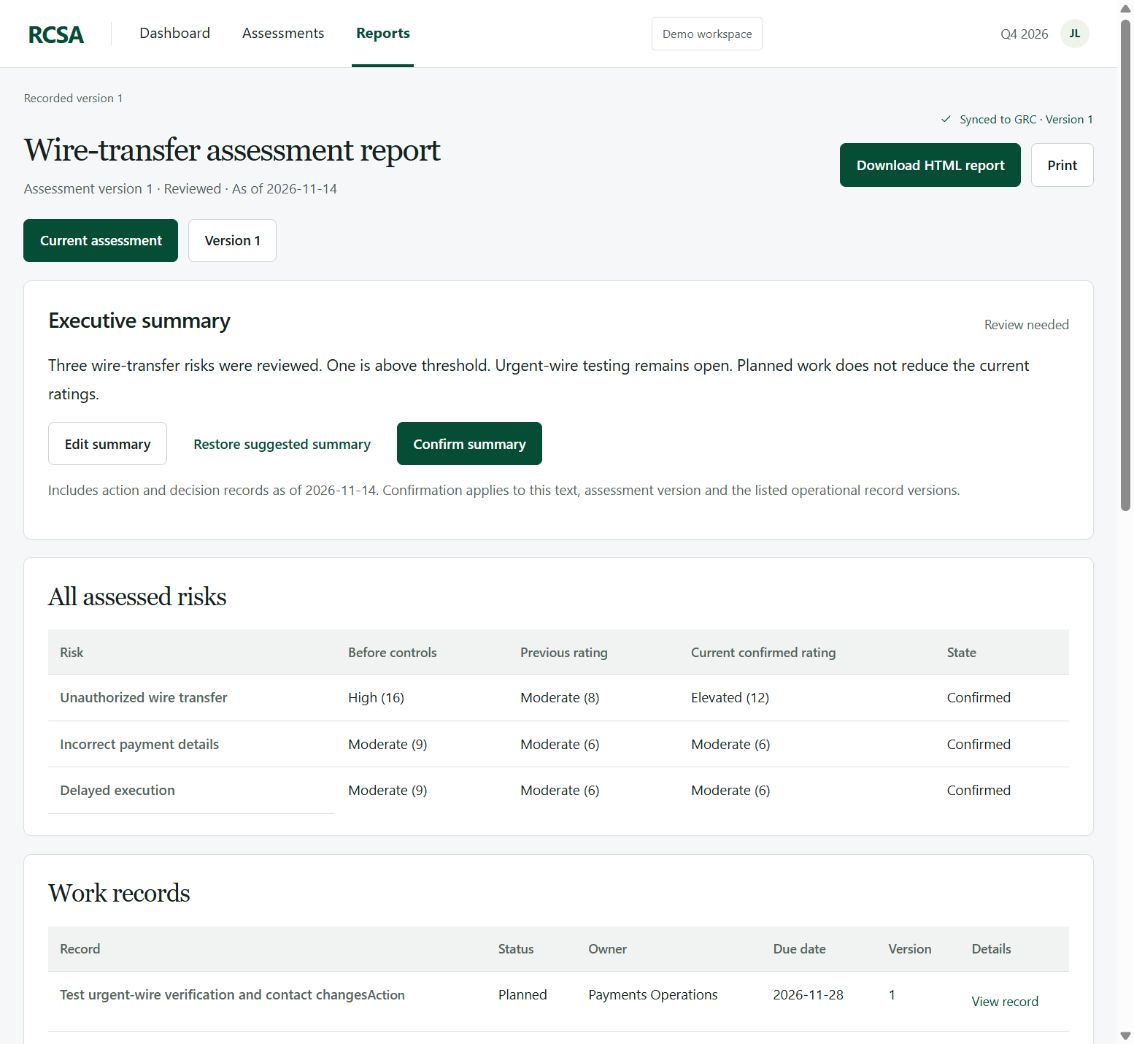 RCSA
Dashboard
Assessments
Reports
Demo workspace
Q4 2026
JL
Recorded version 1
✓ Synced to GRC · Version 1
Wire-transfer assessment report
Download HTML report
Print
Assessment version 1 · Reviewed · As of 2026-11-14
Current assessment
Version 1
Executive summary
Review needed
Three wire-transfer risks were reviewed. One is above threshold. Urgent-wire testing remains open. Planned work does not reduce the current
ratings.
Edit summary
Restore suggested summary
Confirm summary
Includes action and decision records as of 2026-11-14. Confirmation applies to this text, assessment version and the listed operational record versions.
All assessed risks
Risk Before controls Previous rating Current confirmed rating State
Unauthorized wire transfer High (16) Moderate (8) Elevated (12) Confirmed
Incorrect payment details Moderate (9) Moderate (6) Moderate (6) Confirmed
Delayed execution Moderate (9) Moderate (6) Moderate (6) Confirmed
Work records
Record Status Owner Due date Version Details
Test urgent-wire verification and contact changesAction Planned Payments Operations 2026-11-28 1 View record